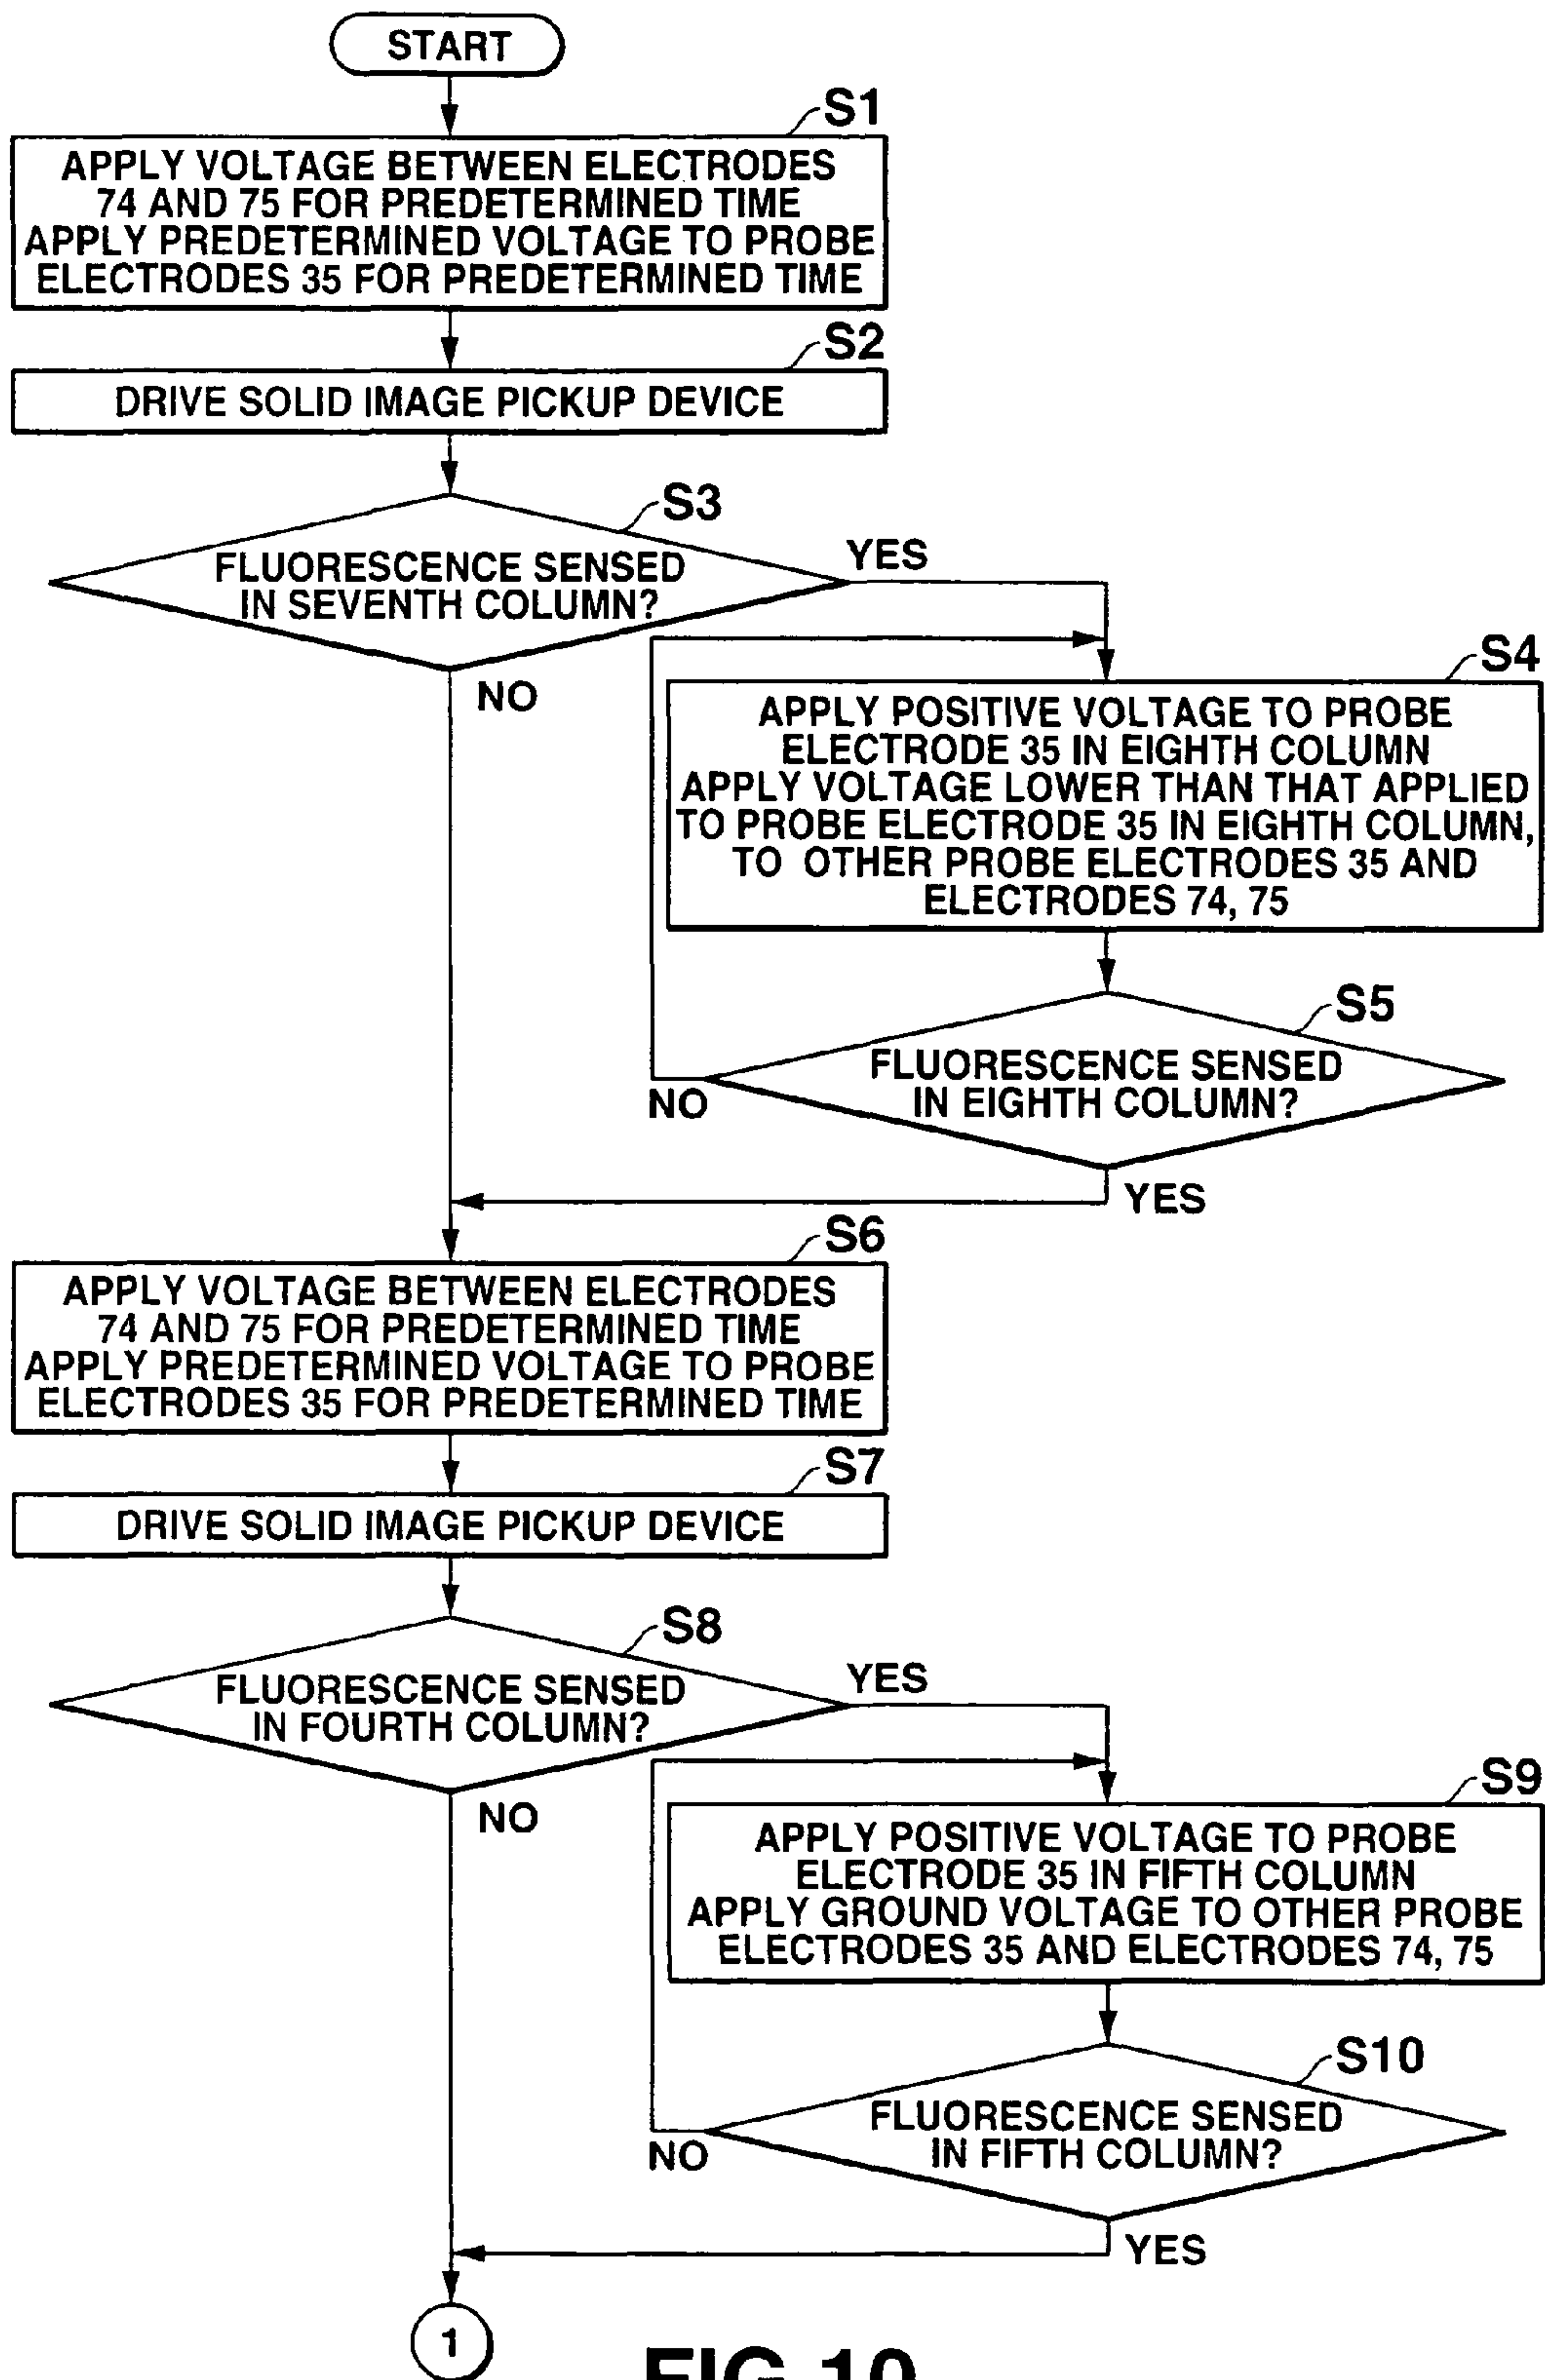 START
S1
APPLY VOLTAGE BETWEEN ELECTRODES
74 AND 75 FOR PREDETERMINED TIME
APPLY PREDETERMINED VOLTAGE TO PROBE
ELECTRODES 35 FOR PREDETERMINED TIME
S2
DRIVE SOLID IMAGE PICKUP DEVICE
S3
FLUORESCENCE SENSED
IN SEVENTH COLUMN?
YES
NO
S4
APPLY POSITIVE VOLTAGE TO PROBE
ELECTRODE 35 IN EIGHTH COLUMN
APPLY VOLTAGE LOWER THAN THAT APPLIED
TO PROBE ELECTRODE 35 IN EIGHTH COLUMN,
TO OTHER PROBE ELECTRODES 35 AND
ELECTRODES 74, 75
S5
FLUORESCENCE SENSED
IN EIGHTH COLUMN?
NO
YES
S6
APPLY VOLTAGE BETWEEN ELECTRODES
74 AND 75 FOR PREDETERMINED TIME
APPLY PREDETERMINED VOLTAGE TO PROBE
ELECTRODES 35 FOR PREDETERMINED TIME
S7
DRIVE SOLID IMAGE PICKUP DEVICE
S8
FLUORESCENCE SENSED
IN FOURTH COLUMN?
YES
NO
S9
APPLY POSITIVE VOLTAGE TO PROBE
ELECTRODE 35 IN FIFTH COLUMN
APPLY GROUND VOLTAGE TO OTHER PROBE
ELECTRODES 35 AND ELECTRODES 74, 75
S10
FLUORESCENCE SENSED
IN FIFTH COLUMN?
NO
YES
1
FIG.10